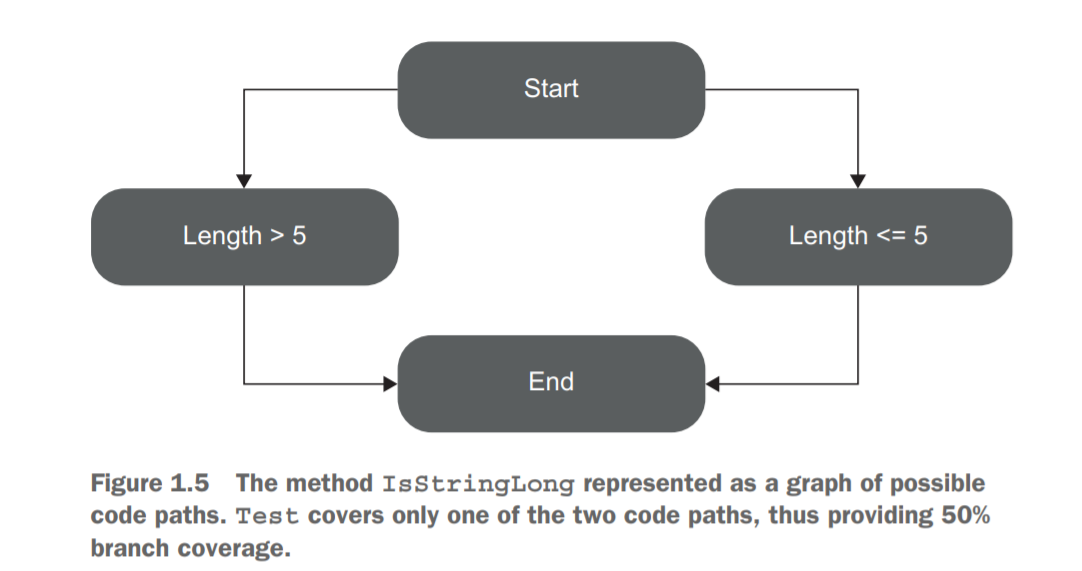 Start
Length > 5
Length <= 5
End
Figure 1.5 The method IsStringLong represented as a graph of possible
code paths. Test covers only one of the two code paths, thus providing 50%
branch coverage.